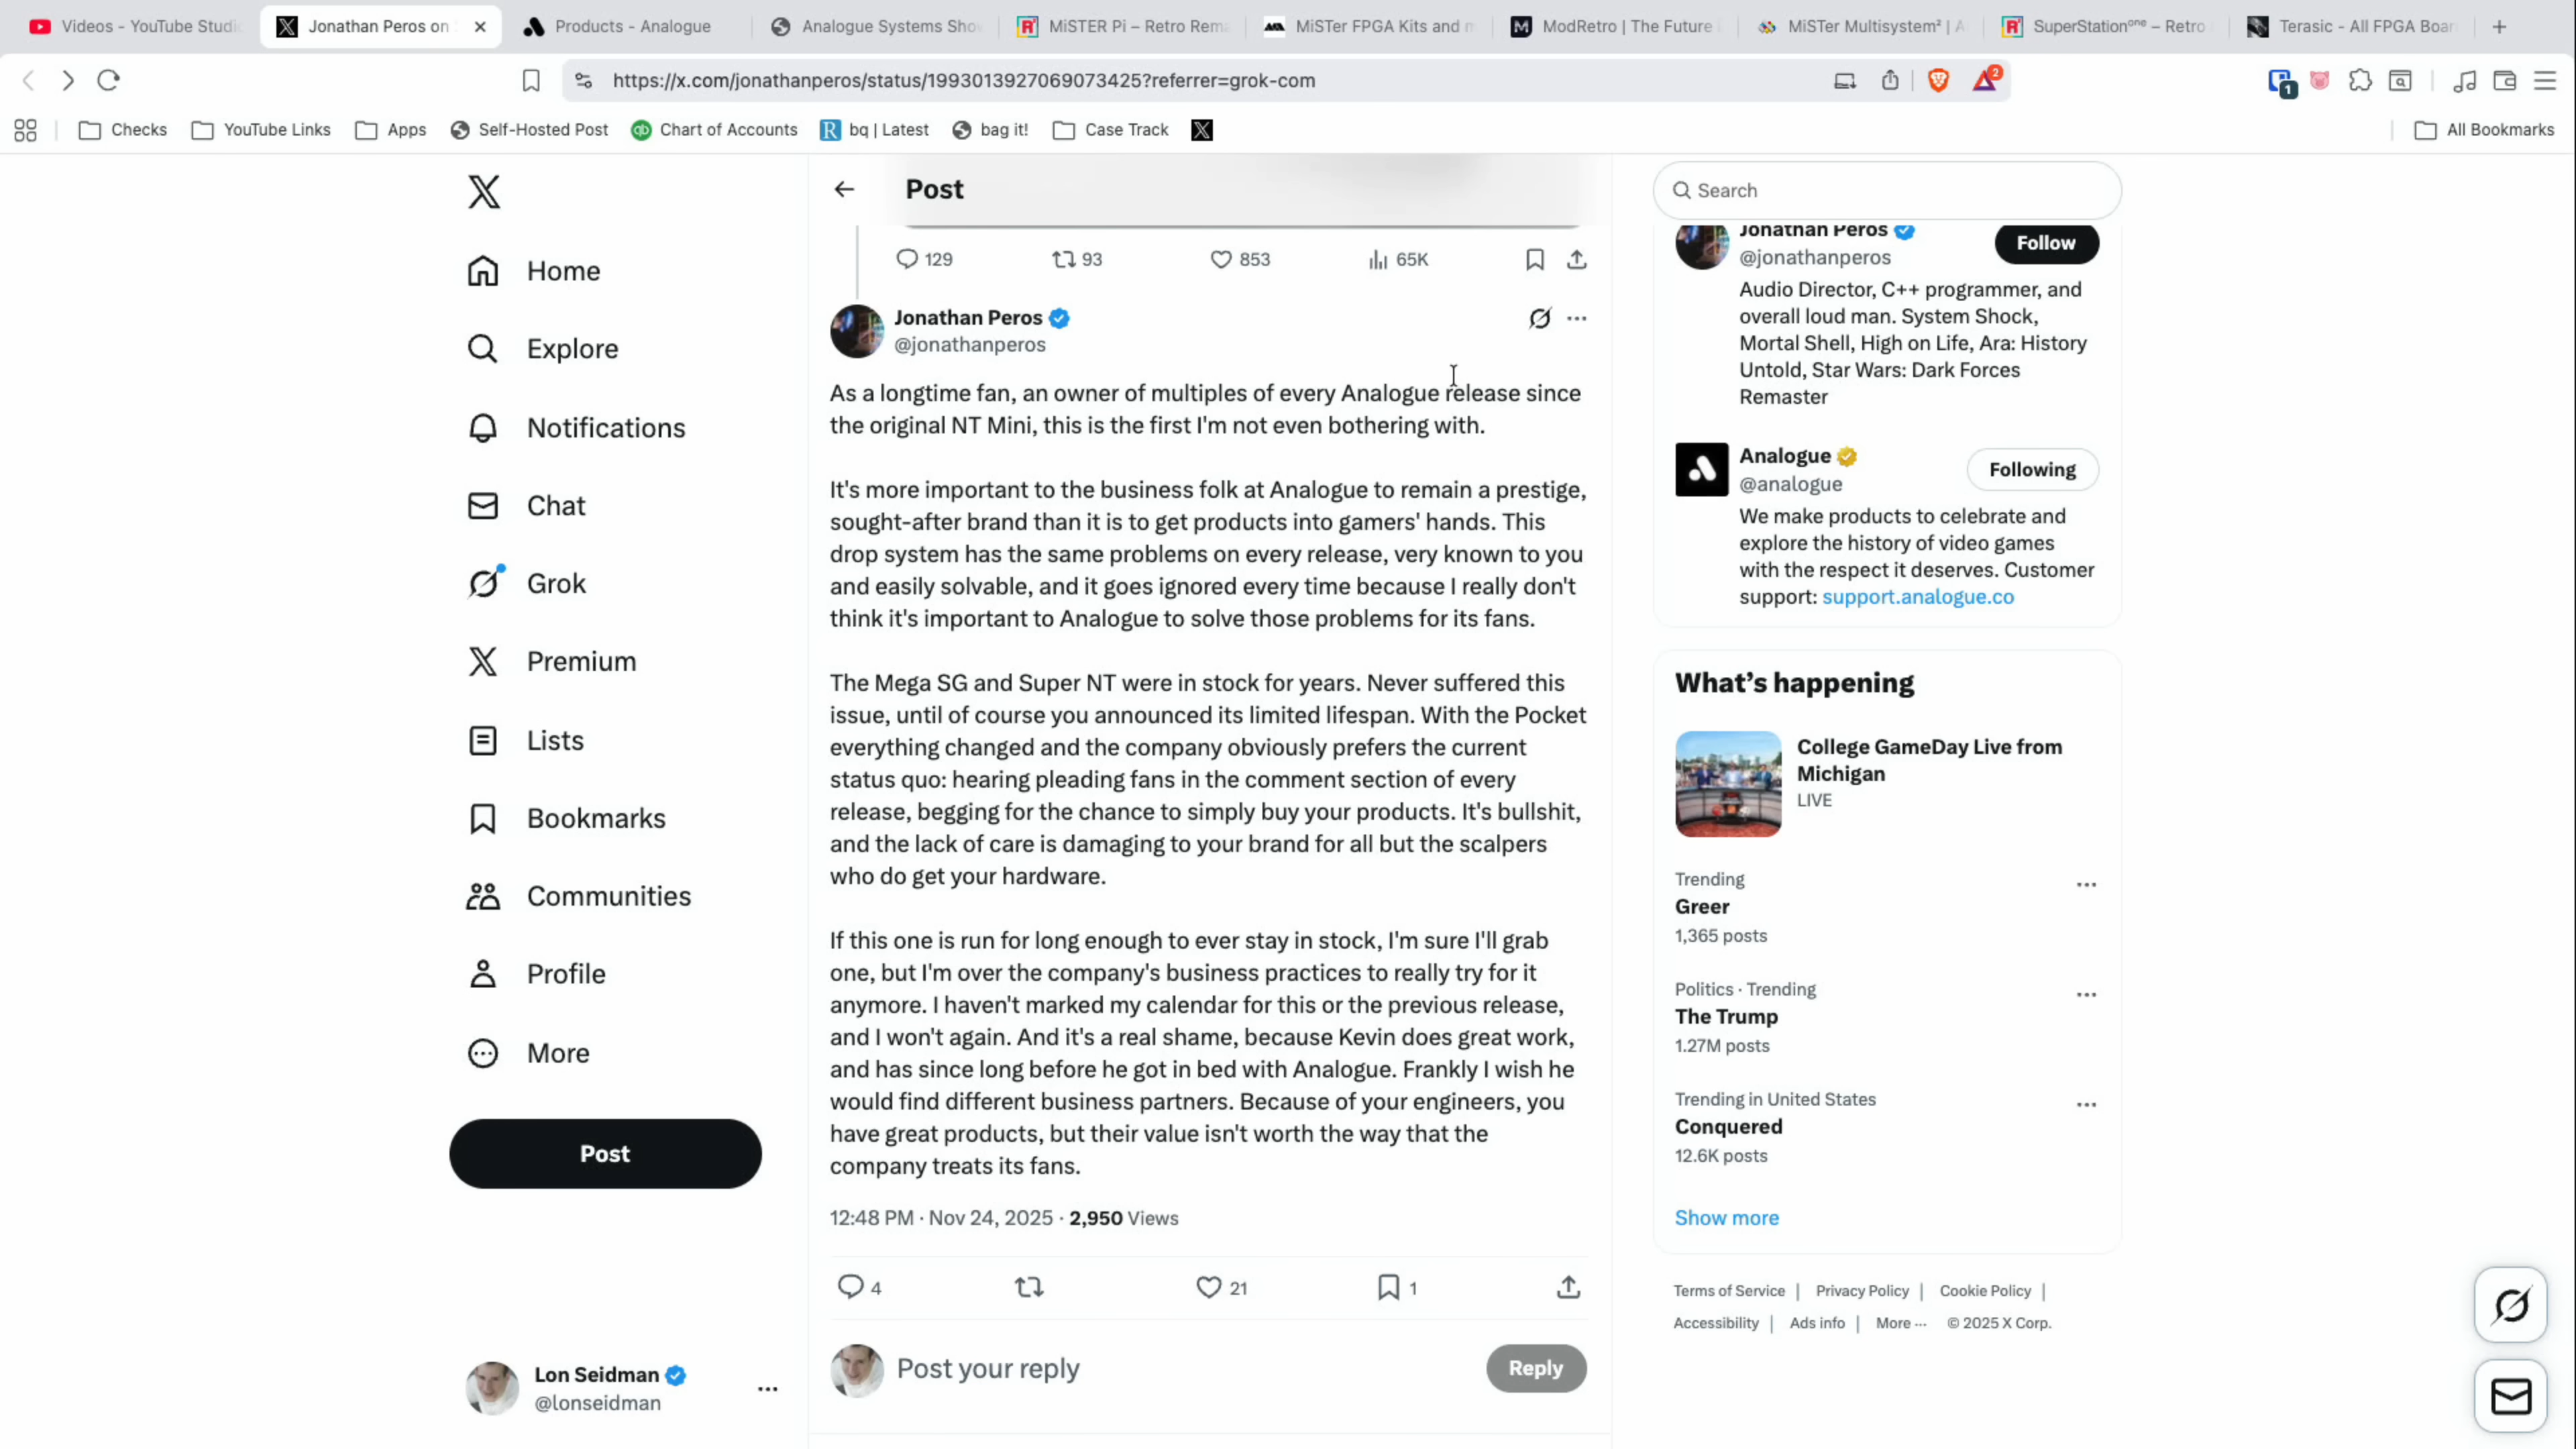 Videos - YouTube Studi
Jonathan Peros on
Products - Analogue
Analogue Systems Sho
MiSTER Pi – Retro Rem
MiSTer FPGA Kits and m
ModRetro | The Future
MiSTer Multisystem² | A
SuperStationᵒⁿᵉ – Retro
Terasic - All FPGA Boar
https://x.com/jonathanperos/status/1993013927069073425?referrer=grok-com
2
1
Checks
YouTube Links
Apps
Self-Hosted Post
Chart of Accounts
bq | Latest
bag it!
Case Track
All Bookmarks
Home
Explore
Notifications
Chat
Grok
Premium
Lists
Bookmarks
Communities
Profile
More
Post
Lon Seidman
@lonseidman
Post
129
93
853
65K
Jonathan Peros
@jonathanperos
As a longtime fan, an owner of multiples of every Analogue release since
the original NT Mini, this is the first I'm not even bothering with.
It's more important to the business folk at Analogue to remain a prestige,
sought-after brand than it is to get products into gamers' hands. This
drop system has the same problems on every release, very known to you
and easily solvable, and it goes ignored every time because I really don't
think it's important to Analogue to solve those problems for its fans.
The Mega SG and Super NT were in stock for years. Never suffered this
issue, until of course you announced its limited lifespan. With the Pocket
everything changed and the company obviously prefers the current
status quo: hearing pleading fans in the comment section of every
release, begging for the chance to simply buy your products. It's bullshit,
and the lack of care is damaging to your brand for all but the scalpers
who do get your hardware.
If this one is run for long enough to ever stay in stock, I'm sure I'll grab
one, but I'm over the company's business practices to really try for it
anymore. I haven't marked my calendar for this or the previous release,
and I won't again. And it's a real shame, because Kevin does great work,
and has since long before he got in bed with Analogue. Frankly I wish he
would find different business partners. Because of your engineers, you
have great products, but their value isn't worth the way that the
company treats its fans.
12:48 PM · Nov 24, 2025 · 2,950 Views
4
21
1
Post your reply
Reply
Search
Jonathan Peros
@jonathanperos
Follow
Audio Director, C++ programmer, and
overall loud man. System Shock,
Mortal Shell, High on Life, Ara: History
Untold, Star Wars: Dark Forces
Remaster
Analogue
@analogue
Following
We make products to celebrate and
explore the history of video games
with the respect it deserves. Customer
support: support.analogue.co
What's happening
College GameDay Live from
Michigan
LIVE
Trending
Greer
1,365 posts
Politics · Trending
The Trump
1.27M posts
Trending in United States
Conquered
12.6K posts
Show more
Terms of Service | Privacy Policy | Cookie Policy |
Accessibility | Ads info | More ··· © 2025 X Corp.